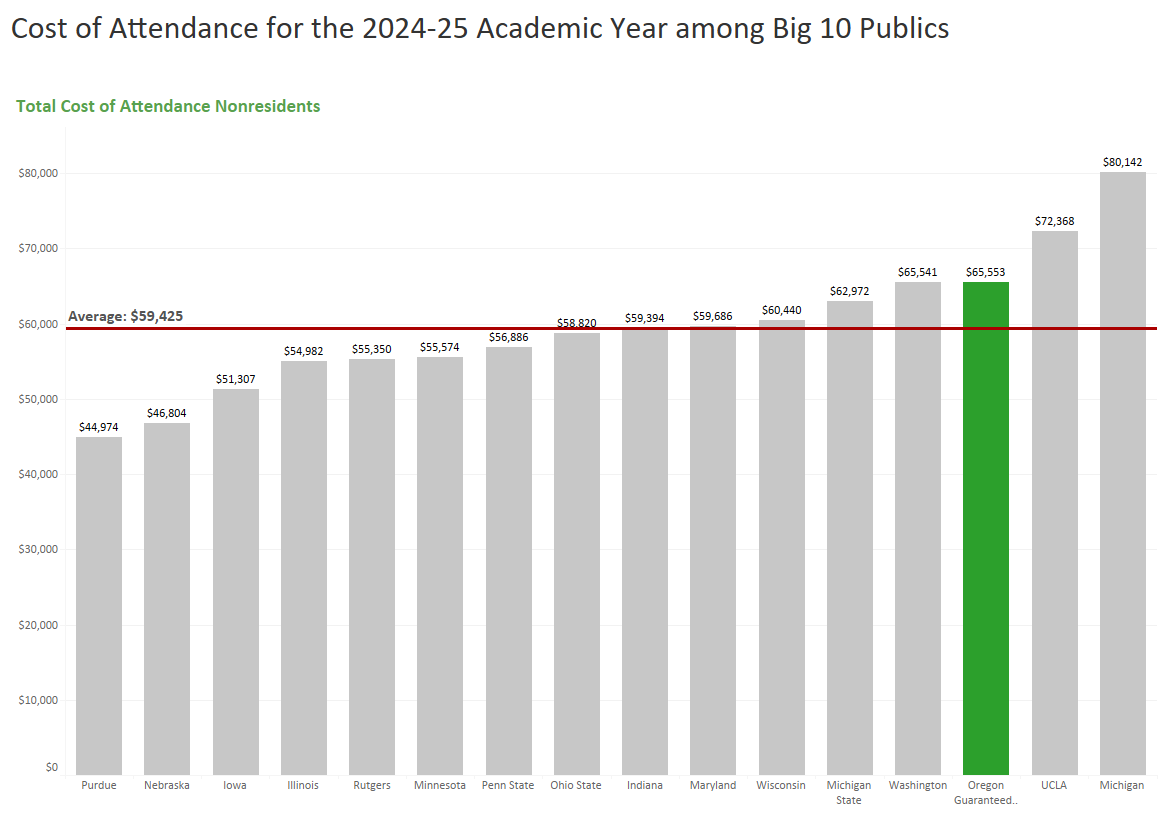 Cost of Attendance for the 2024-25 Academic Year among Big 10 Publics
Total Cost of Attendance Nonresidents
$80,000
$70,000
$60,000
$50,000
$40,000
$30,000
$20,000
$10,000
$0
Average: $59,425
$44,974
$46,804
$51,307
$54,982
$55,350
$55,574
$56,886
$58,820
$59,394
$59,686
$60,440
$62,972
$65,541
$65,553
$72,368
$80,142
Purdue
Nebraska
Iowa
Illinois
Rutgers
Minnesota
Penn State
Ohio State
Indiana
Maryland
Wisconsin
Michigan
State
Washington
Oregon
Guaranteed..
UCLA
Michigan